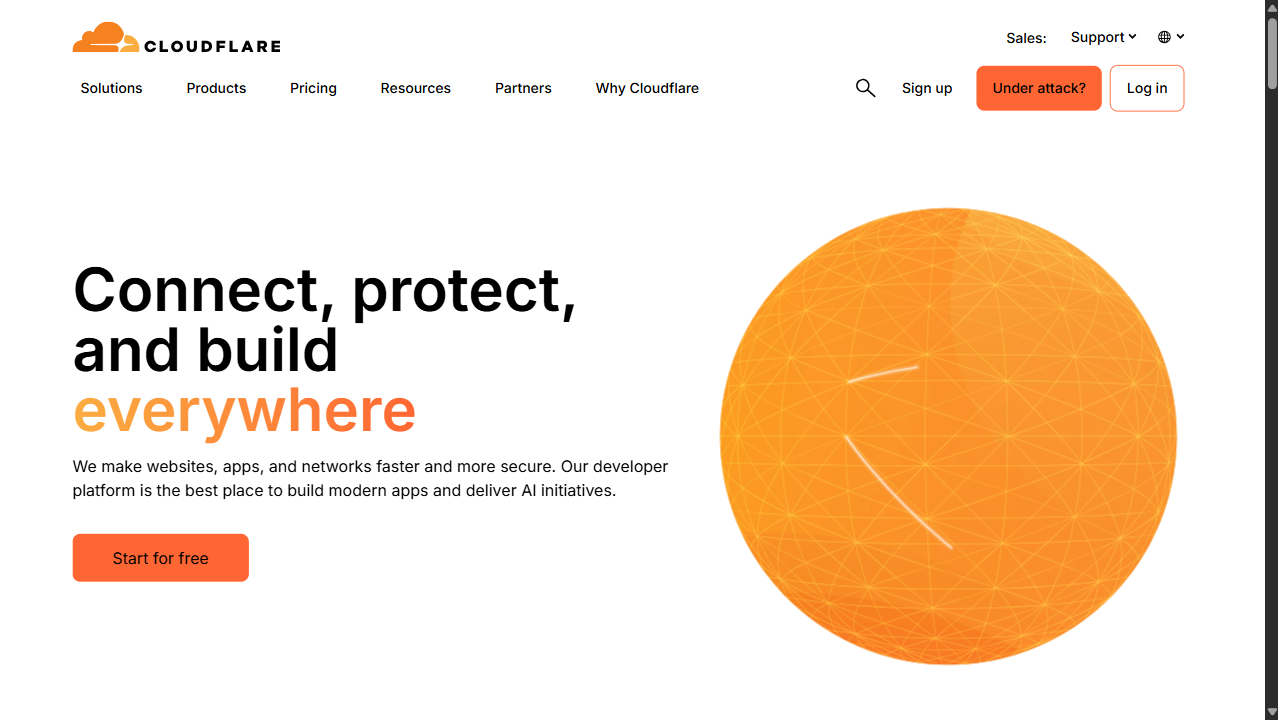 CLOUDFLARE
Sales:
Support
Solutions
Products
Pricing
Resources
Partners
Why Cloudflare
Sign up
Under attack?
Log in
Connect, protect,
and build
everywhere
We make websites, apps, and networks faster and more secure. Our developer
platform is the best place to build modern apps and deliver AI initiatives.
Start for free